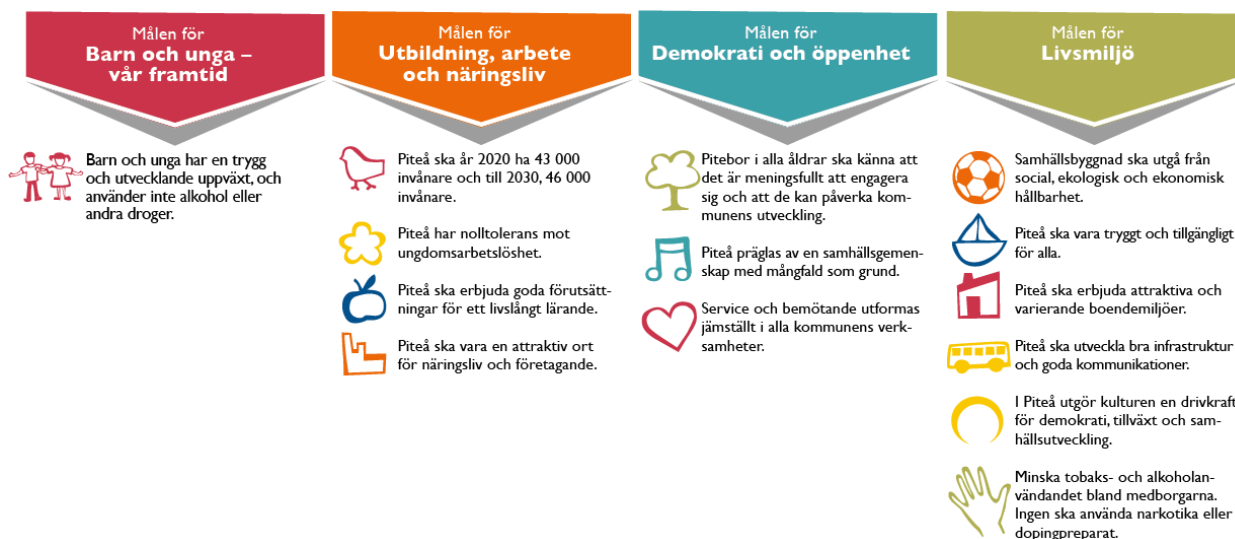 Målen för
Barn och unga –
vår framtid
Barn och unga har en trygg
och utvecklande uppväxt, och
använder inte alkohol eller
andra droger.
Målen för
Utbildning, arbete
och näringsliv
Piteå ska år 2020 ha 43 000
invånare och till 2030, 46 000
invånare.
Piteå har nolltolerans mot
ungdomsarbetslöshet.
Piteå ska erbjuda goda förutsätt-
ningar för ett livslångt lärande.
Piteå ska vara en attraktiv ort
för näringsliv och företagande.
Målen för
Demokrati och öppenhet
Pitebor i alla åldrar ska känna att
det är meningsfullt att engagera
sig och att de kan påverka kom-
munens utveckling.
Piteå präglas av en samhällsgemen-
skap med mångfald som grund.
Service och bemötande utformas
jämställt i alla kommunens verk-
samheter.
Målen för
Livsmiljö
Samhällsbyggnad ska utgå från
social, ekologisk och ekonomisk
hållbarhet.
Piteå ska vara tryggt och tillgängligt
för alla.
Piteå ska erbjuda attraktiva och
varierande boendemiljöer.
Piteå ska utveckla bra infrastruktur
och goda kommunikationer.
I Piteå utgör kulturen en drivkraft
för demokrati, tillväxt och sam-
hällsutveckling.
Minska tobaks- och alkoholan-
vändandet bland medborgarna.
Ingen ska använda narkotika eller
dopingpreparat.